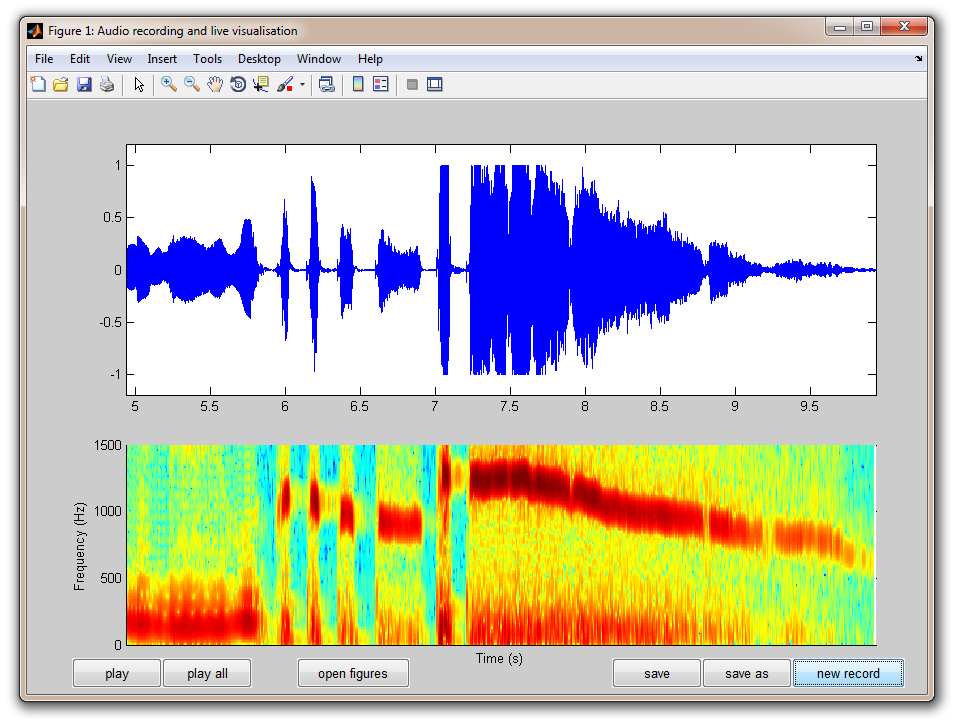 Figure 1: Audio recording and live visualisation
File Edit View Insert Tools Desktop Window Help
1
0.5
0
-0.5
-1
5 5.5 6 6.5 7 7.5 8 8.5 9 9.5
1500
1000
500
0
Frequency (Hz)
Time (s)
play play all open figures save save as new record